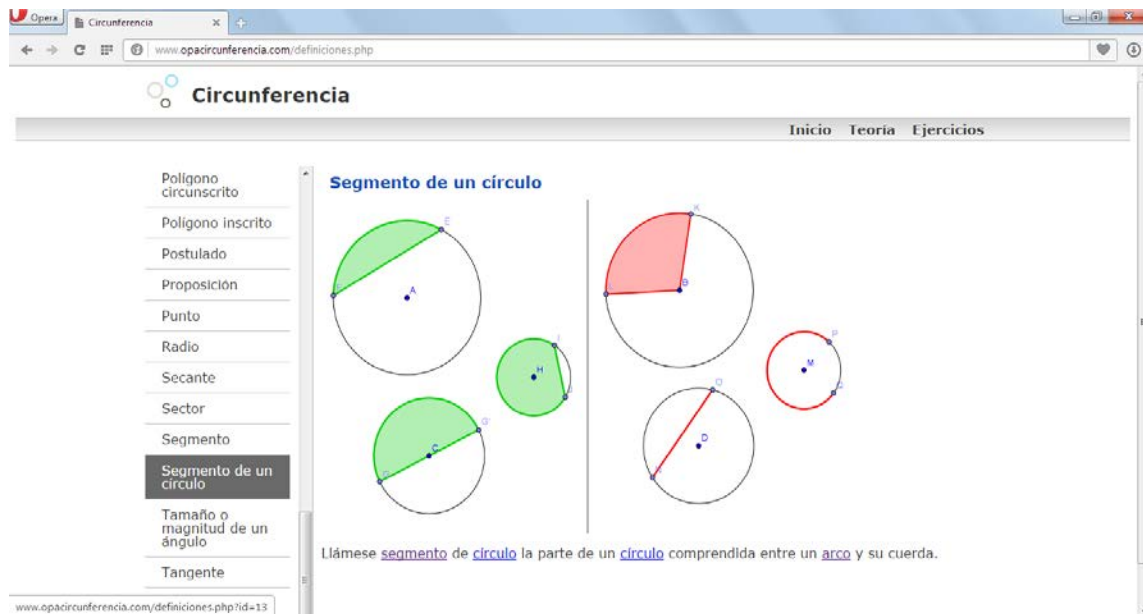 Opera
Circunferencia
www.opacircunferencia.com/definiciones.php
Circunferencia
Inicio Teoría Ejercicios
Polígono
circunscrito
Polígono inscrito
Postulado
Proposición
Punto
Radio
Secante
Sector
Segmento
Segmento de un
círculo
Tamaño o
magnitud de un
ángulo
Tangente
Segmento de un círculo
E
A
H
G'
C
K
B
P
M
Q
O
D
Llámese segmento de círculo la parte de un círculo comprendida entre un arco y su cuerda.
www.opacircunferencia.com/definiciones.php?id=13